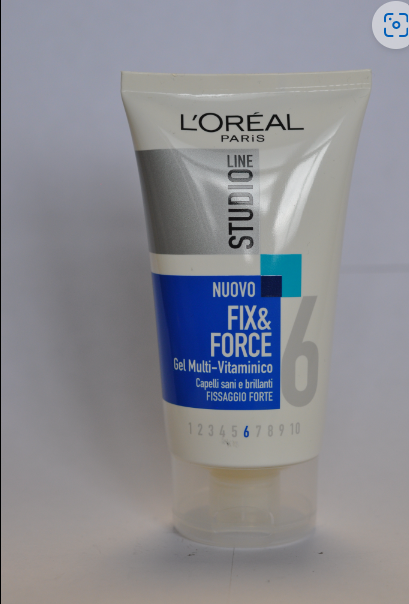 L'ORÉAL
PARiS
STUDIO LINE
NUOVO
FIX&
FORCE
Gel Multi-Vitaminico
Capelli sani e brillanti
FISSAGGIO FORTE
6
1 2 3 4 5 6 7 8 9 10